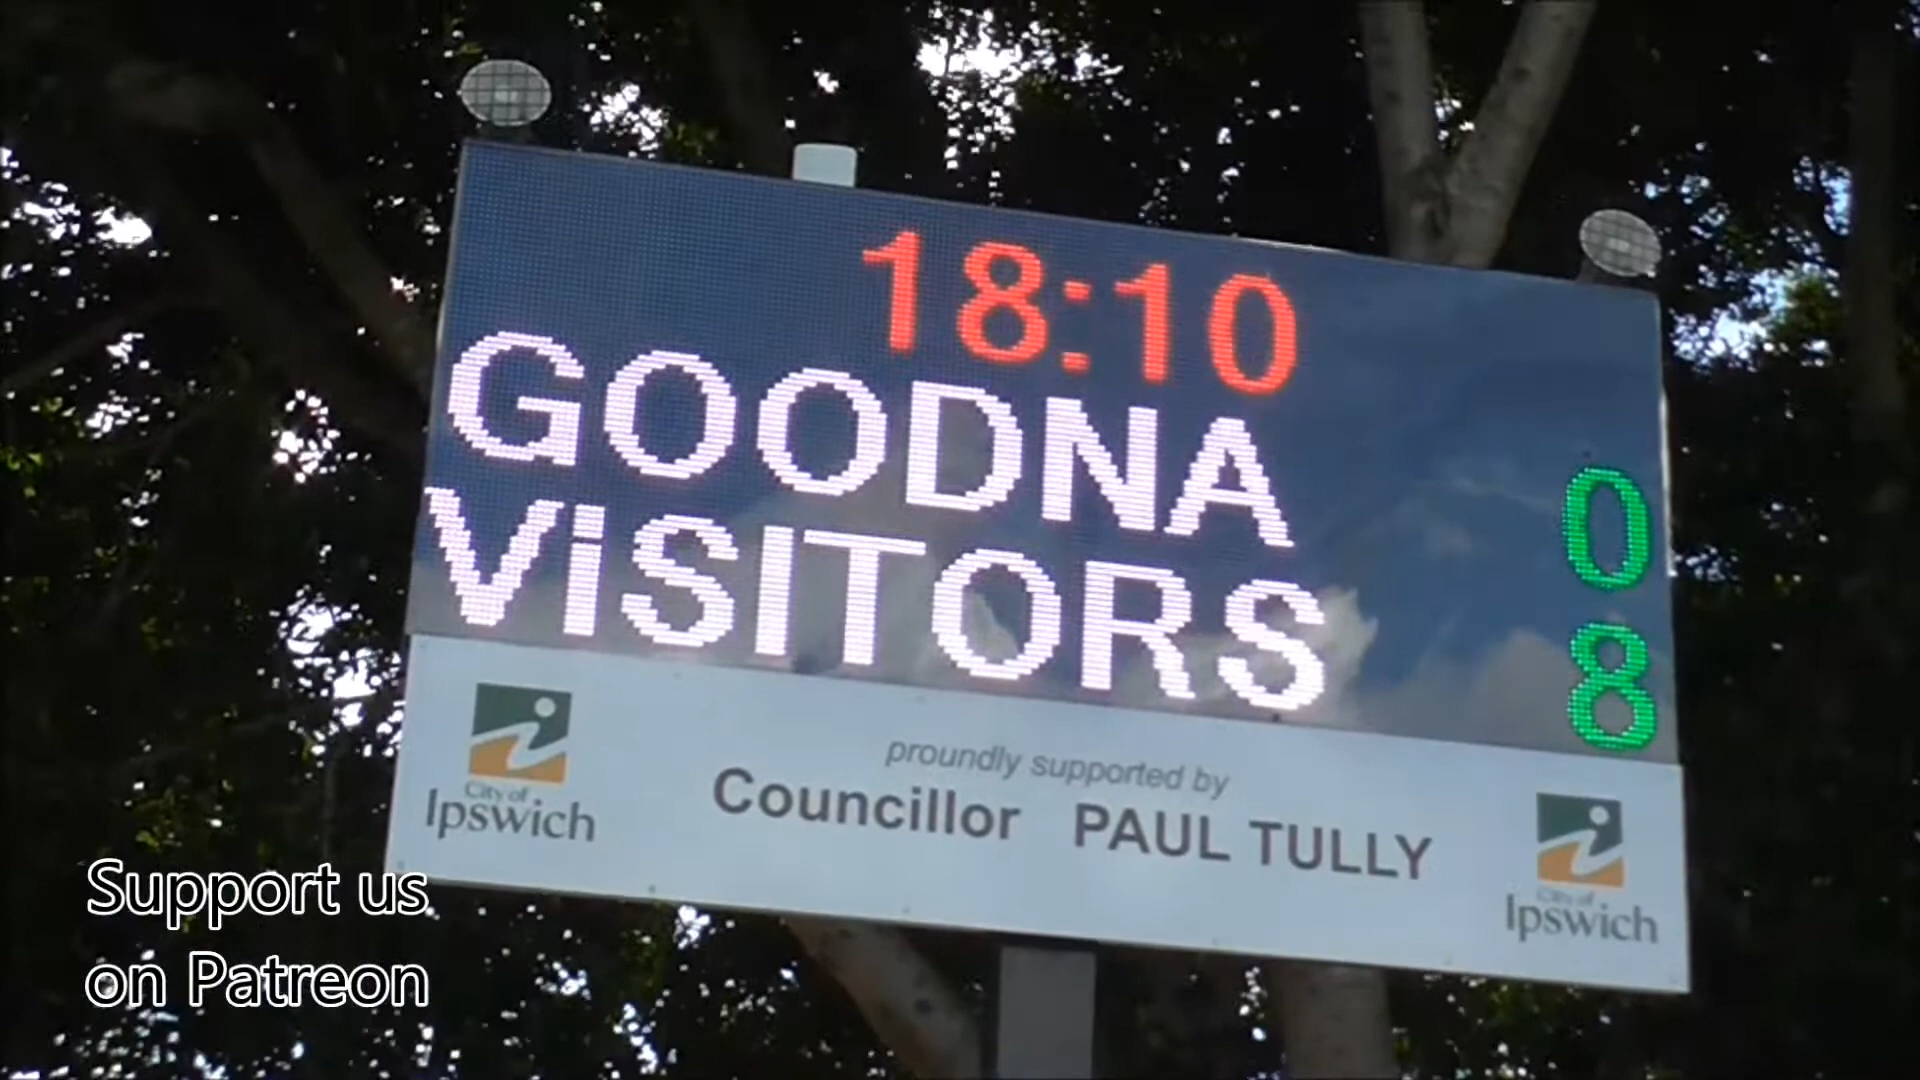 18:10
GOODNA 0
ViSITORS 8
proundly supported by
Councillor PAUL TULLY
City of
Ipswich
City of
Ipswich
Support us
on Patreon